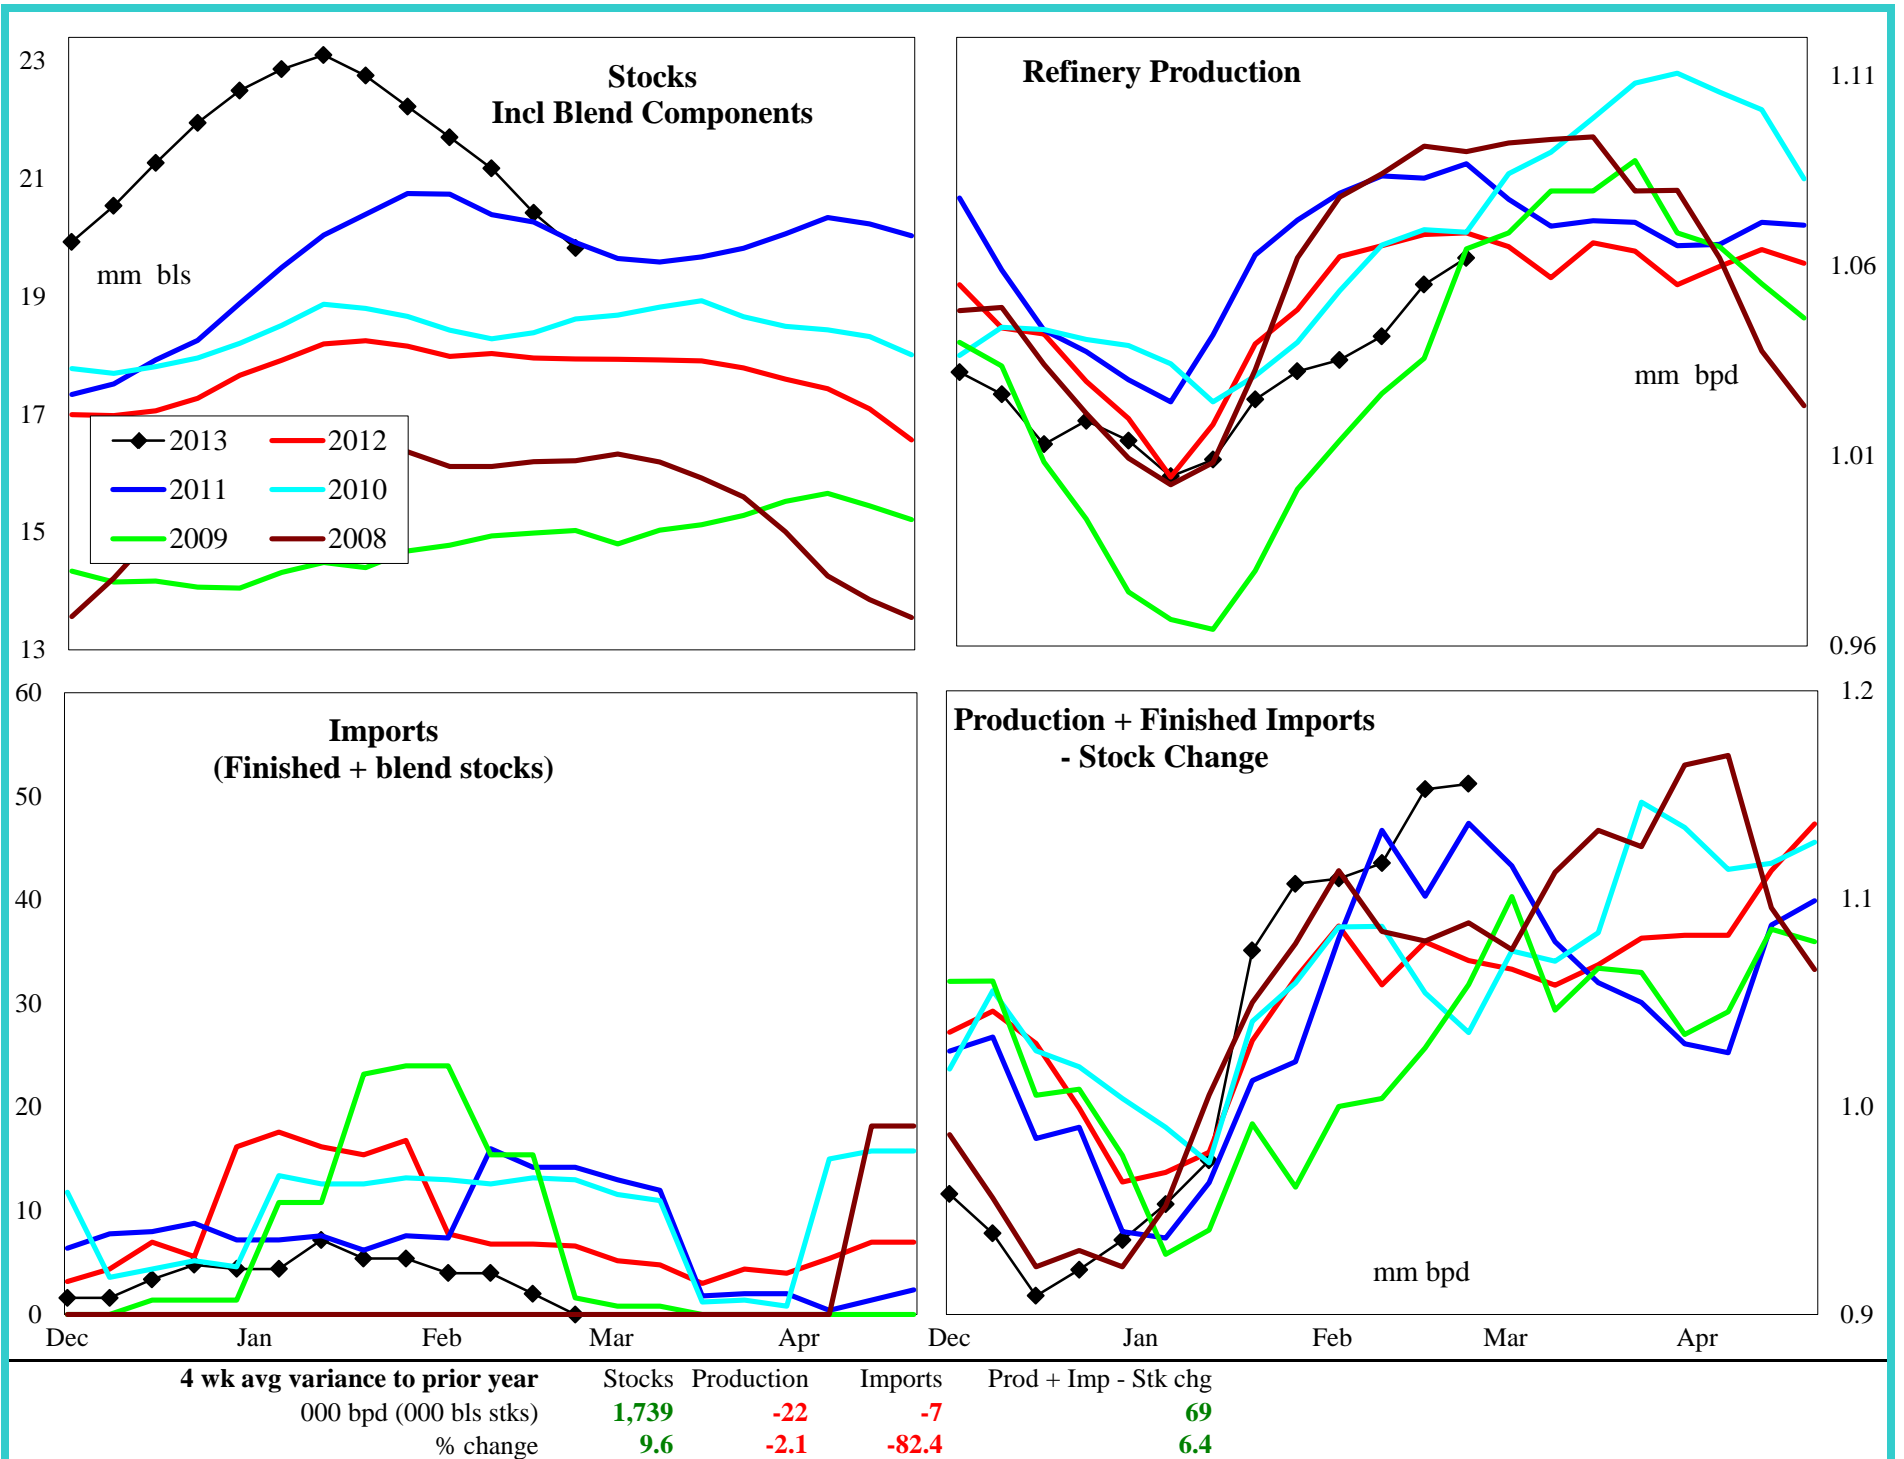 Stocks
Incl Blend Components
23
21
19
17
15
13
mm bls
2013
2012
2011
2010
2009
2008
Refinery Production
1.11
1.06
1.01
0.96
mm bpd
Imports
(Finished + blend stocks)
60
50
40
30
20
10
0
Dec Jan Feb Mar Apr
Production + Finished Imports
- Stock Change
1.2
1.1
1.0
0.9
mm bpd
Dec Jan Feb Mar Apr
4 wk avg variance to prior year Stocks Production Imports Prod + Imp - Stk chg
000 bpd (000 bls stks) 1,739 -22 -7 69
% change 9.6 -2.1 -82.4 6.4